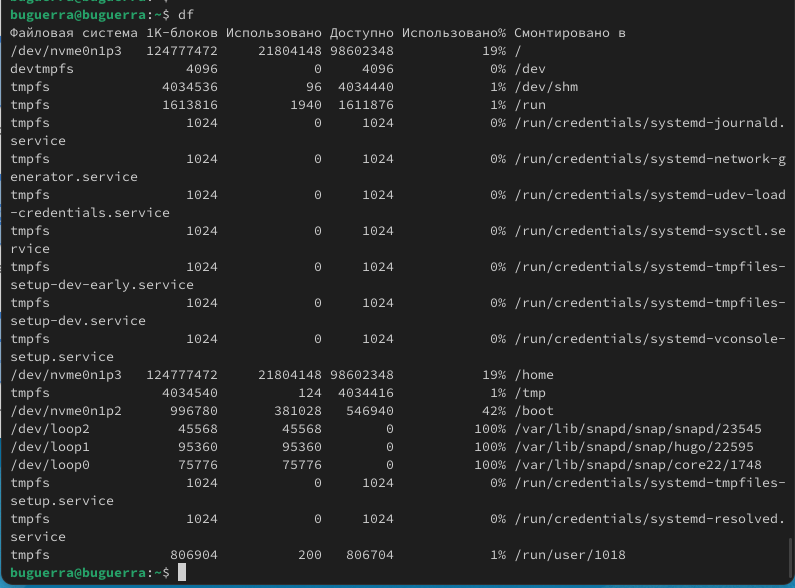 buguerra@buguerra:~$ df
Файловая система 1K-блоков Использовано Доступно Использовано% Смонтировано в
/dev/nvme0n1p3 124777472 21804148 98602348 19% /
devtmpfs 4096 0 4096 0% /dev
tmpfs 4034536 96 4034440 1% /dev/shm
tmpfs 1613816 1940 1611876 1% /run
tmpfs 1024 0 1024 0% /run/credentials/systemd-journald.
service
tmpfs 1024 0 1024 0% /run/credentials/systemd-network-g
enerator.service
tmpfs 1024 0 1024 0% /run/credentials/systemd-udev-load
-credentials.service
tmpfs 1024 0 1024 0% /run/credentials/systemd-sysctl.se
rvice
tmpfs 1024 0 1024 0% /run/credentials/systemd-tmpfiles-
setup-dev-early.service
tmpfs 1024 0 1024 0% /run/credentials/systemd-tmpfiles-
setup-dev.service
tmpfs 1024 0 1024 0% /run/credentials/systemd-vconsole-
setup.service
/dev/nvme0n1p3 124777472 21804148 98602348 19% /home
tmpfs 4034540 124 4034416 1% /tmp
/dev/nvme0n1p2 996780 381028 546940 42% /boot
/dev/loop2 45568 45568 0 100% /var/lib/snapd/snap/snapd/23545
/dev/loop1 95360 95360 0 100% /var/lib/snapd/snap/hugo/22595
/dev/loop0 75776 75776 0 100% /var/lib/snapd/snap/core22/1748
tmpfs 1024 0 1024 0% /run/credentials/systemd-tmpfiles-
setup.service
tmpfs 1024 0 1024 0% /run/credentials/systemd-resolved.
service
tmpfs 806904 200 806704 1% /run/user/1018
buguerra@buguerra:~$